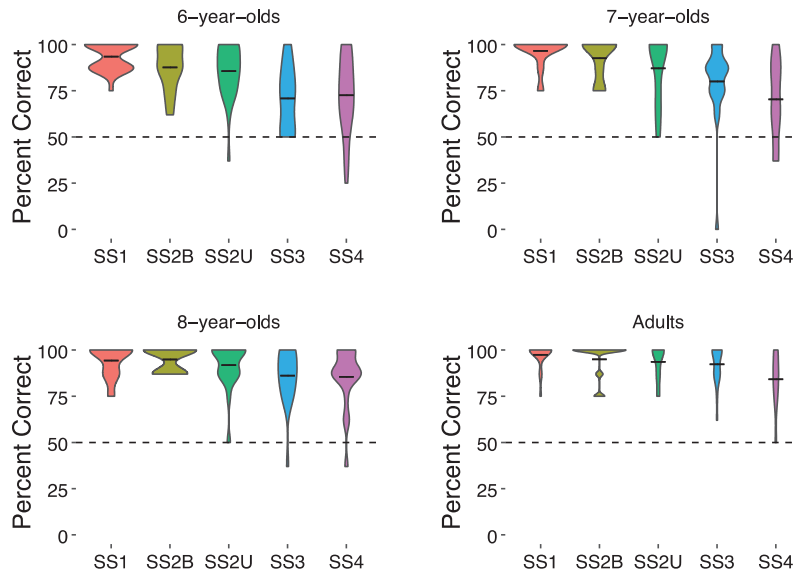 6−year−olds
100
75
50
25
0
Percent Correct
SS1 SS2B SS2U SS3 SS4
7−year−olds
100
75
50
25
0
Percent Correct
SS1 SS2B SS2U SS3 SS4
8−year−olds
100
75
50
25
0
Percent Correct
SS1 SS2B SS2U SS3 SS4
Adults
100
75
50
25
0
Percent Correct
SS1 SS2B SS2U SS3 SS4